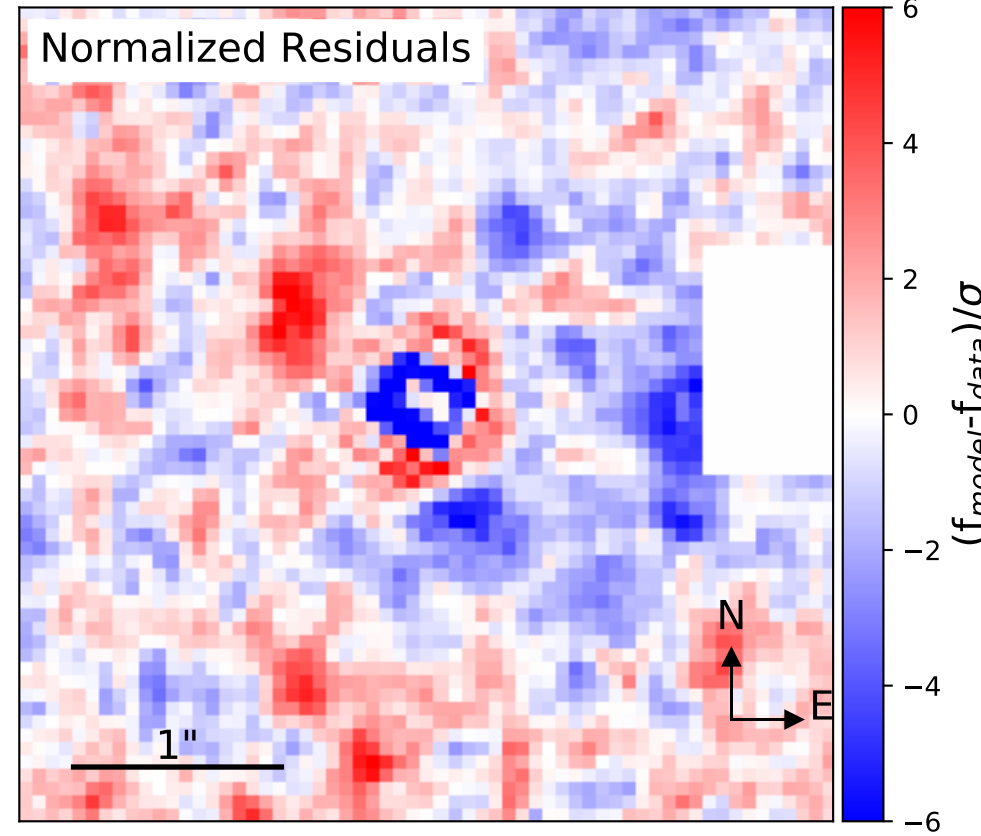 Normalized Residuals
6
4
2
0
−2
−4
−6
(f_model-f_data)/σ
N
E
1"